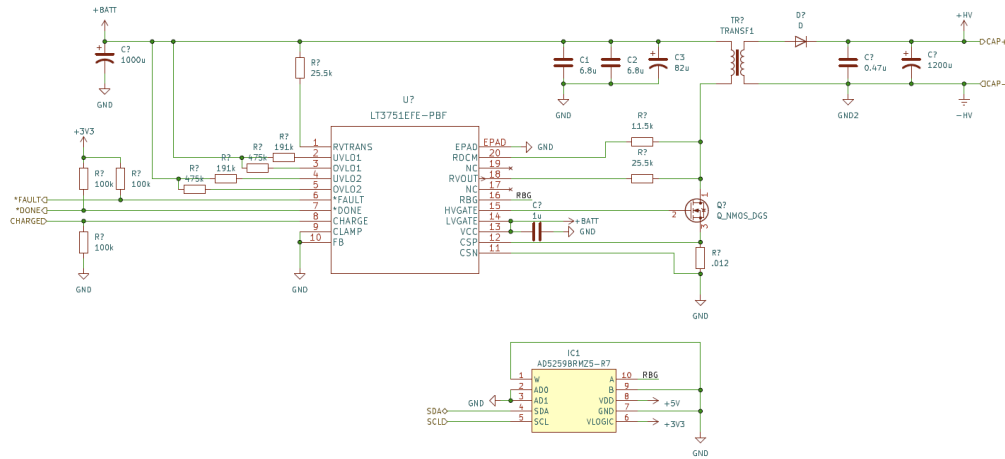 +BATT
C?
1000u
GND
R?
25.5k
C1
6.8u
C2
6.8u
C3
82u
GND
TR?
TRANSF1
D?
D
C?
0.47u
C?
1200u
GND2
+HV
CAP+
CAP-
-HV
U?
LT3751EFE-PBF
1 RVTRANS
2 UVLO1
3 OVLO1
4 UVLO2
5 OVLO2
6 *FAULT
7 *DONE
8 CHARGE
9 CLAMP
10 FB
EPAD EPAD
RDCM 20
NC 19
RVOUT 18
NC 17
RBG 16
HVGATE 15
LVGATE 14
VCC 13
CSP 12
CSN 11
GND
RBG
C?
1u
+BATT
GND
R?
11.5k
R?
25.5k
1
2
3
Q?
Q_NMOS_DGS
R?
.012
GND
R?
191k
R?
475k
R?
191k
R?
475k
+3V3
R?
100k
R?
100k
*FAULT
*DONE
CHARGE
R?
100k
GND
GND
IC1
AD5259BRMZ5-R7
1 W
2 AD0
3 AD1
4 SDA
5 SCL
A 10
B 9
VDD 8
GND 7
VLOGIC 6
RBG
GND
SDA
SCL
+5V
+3V3
GND